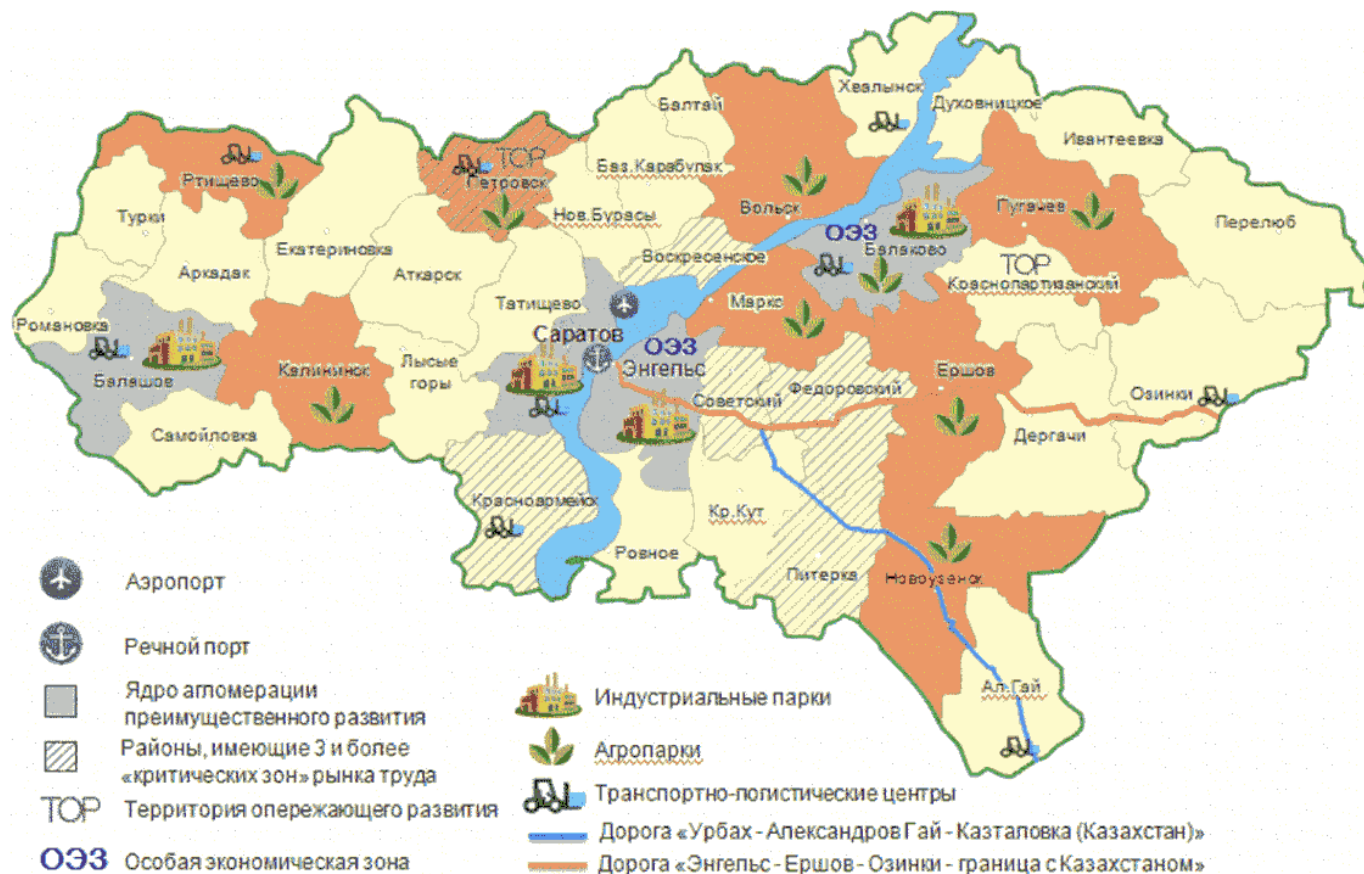 Хвалынск
Духовницкое
Балтай
Ивантеевка
Баз.Карабулак
ТОР
Ртищево
Петровск
Вольск
Пугачев
Турки
Нов.Бурасы
Перелюб
ОЭЗ
Екатериновка
Балаково
Аркадак
Аткарск
Воскресенское
ТОР
Краснопартизанский
Татищево
Маркс
Романовка
Саратов
ОЭЗ
Энгельс
Лысые
горы
Калининск
Ершов
Балашов
Федоровский
Советский
Озинки
Самойловка
Дергачи
Красноармейск
Кр.Кут
Ровное
Питерка
Новоузенск
Ал.Гай
Аэропорт
Речной порт
Ядро агломерации
преимущественного развития
Районы, имеющие 3 и более
«критических зон» рынка труда
ТОР Территория опережающего развития
ОЭЗ Особая экономическая зона
Индустриальные парки
Агропарки
Транспортно-логистические центры
Дорога «Урбах - Александров Гай - Казталовка (Казахстан)»
Дорога «Энгельс - Ершов - Озинки - граница с Казахстаном»